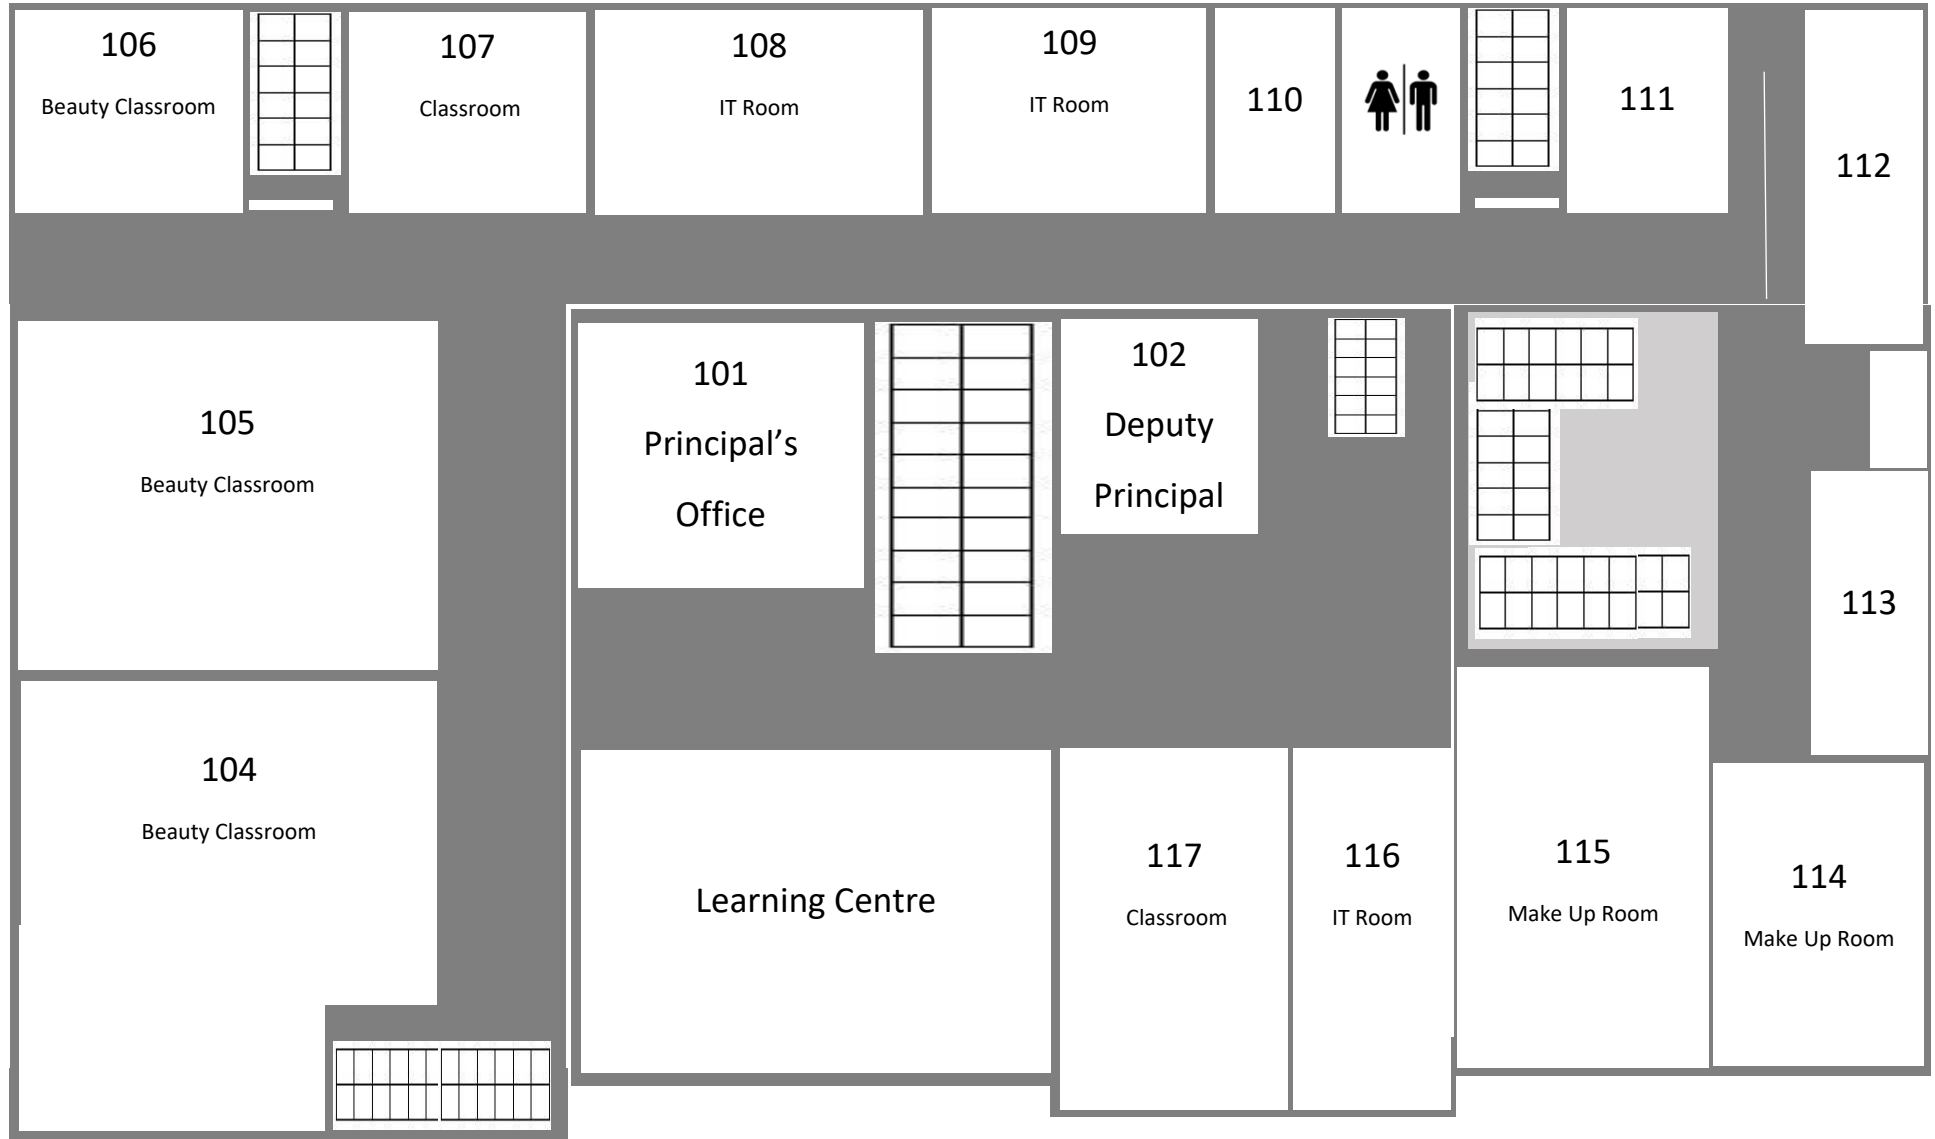 106
Beauty Classroom
107
Classroom
108
IT Room
109
IT Room
110
111
112
101
Principal’s
Office
102
Deputy
Principal
105
Beauty Classroom
104
Beauty Classroom
Learning Centre
117
Classroom
116
IT Room
115
Make Up Room
113
114
Make Up Room